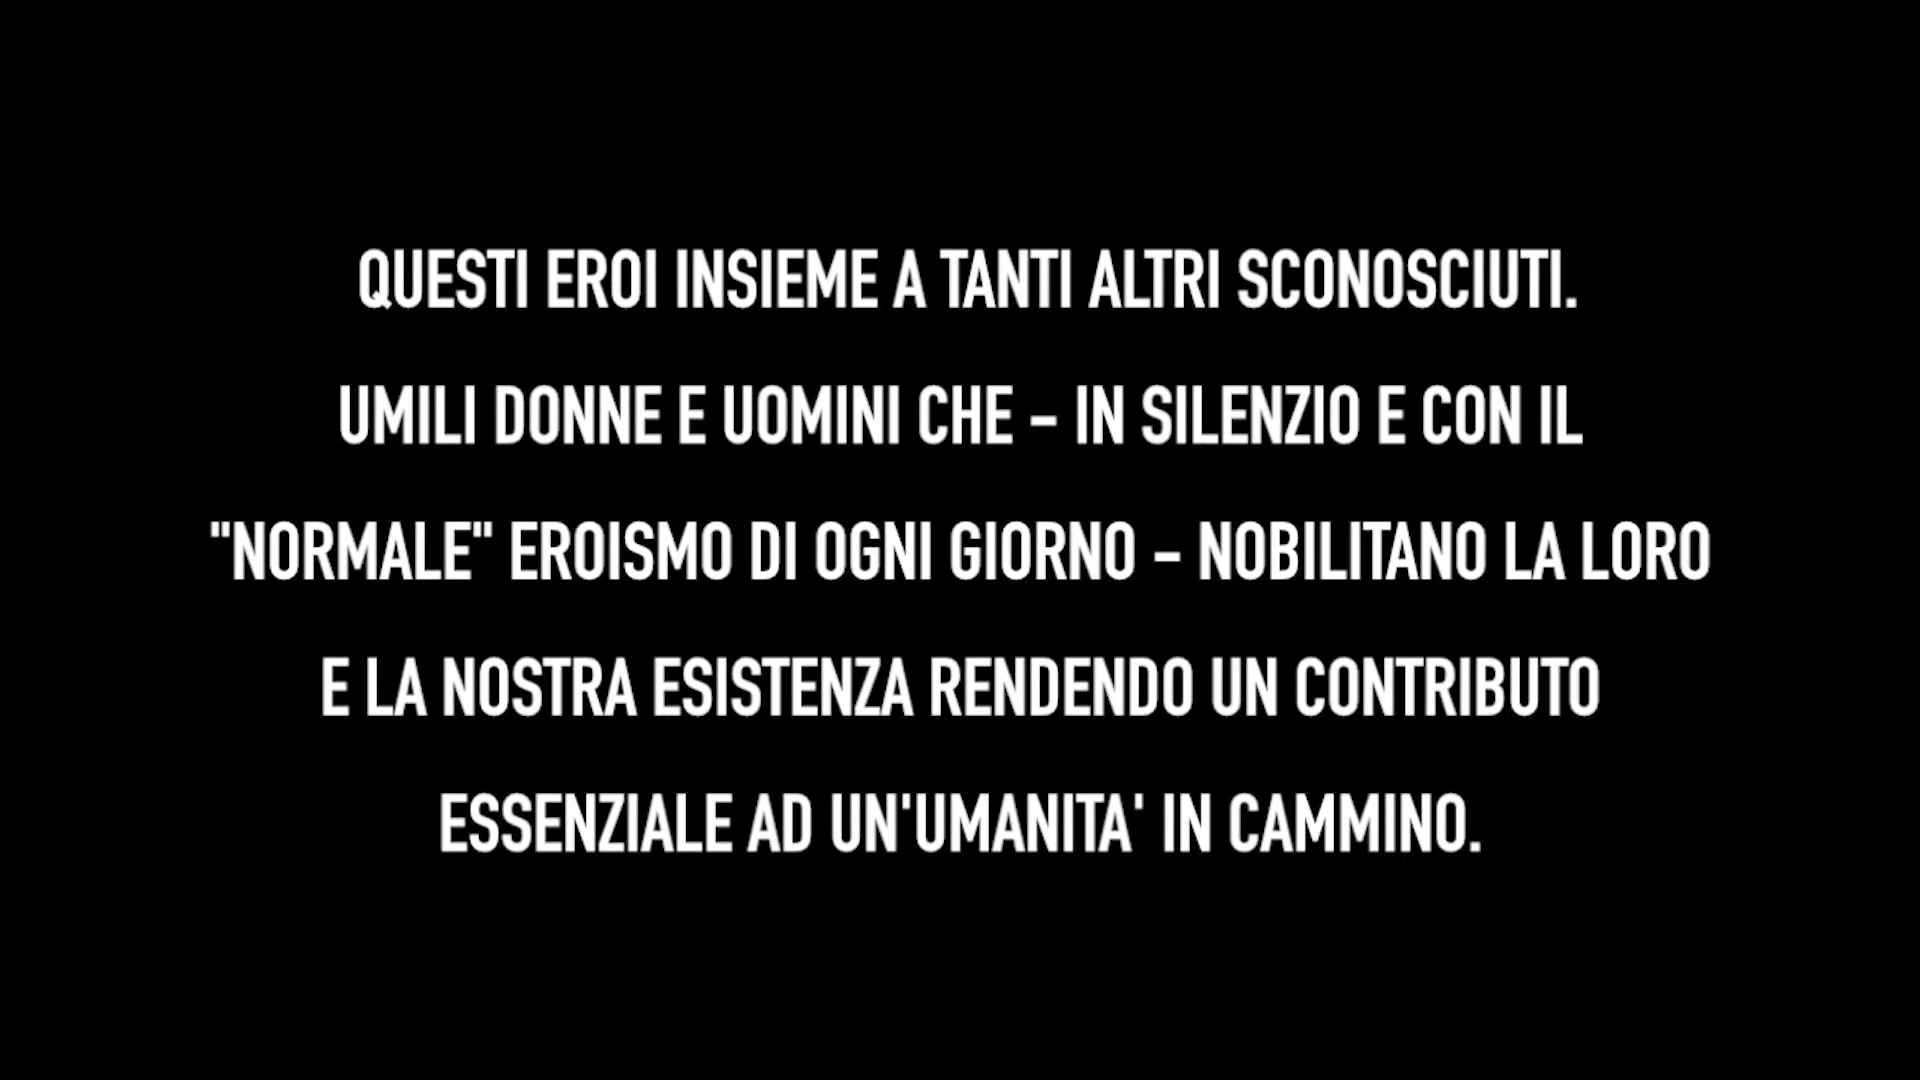 QUESTI EROI INSIEME A TANTI ALTRI SCONOSCIUTI.
UMILI DONNE E UOMINI CHE - IN SILENZIO E CON IL
"NORMALE" EROISMO DI OGNI GIORNO - NOBILITANO LA LORO
E LA NOSTRA ESISTENZA RENDENDO UN CONTRIBUTO
ESSENZIALE AD UN'UMANITA' IN CAMMINO.